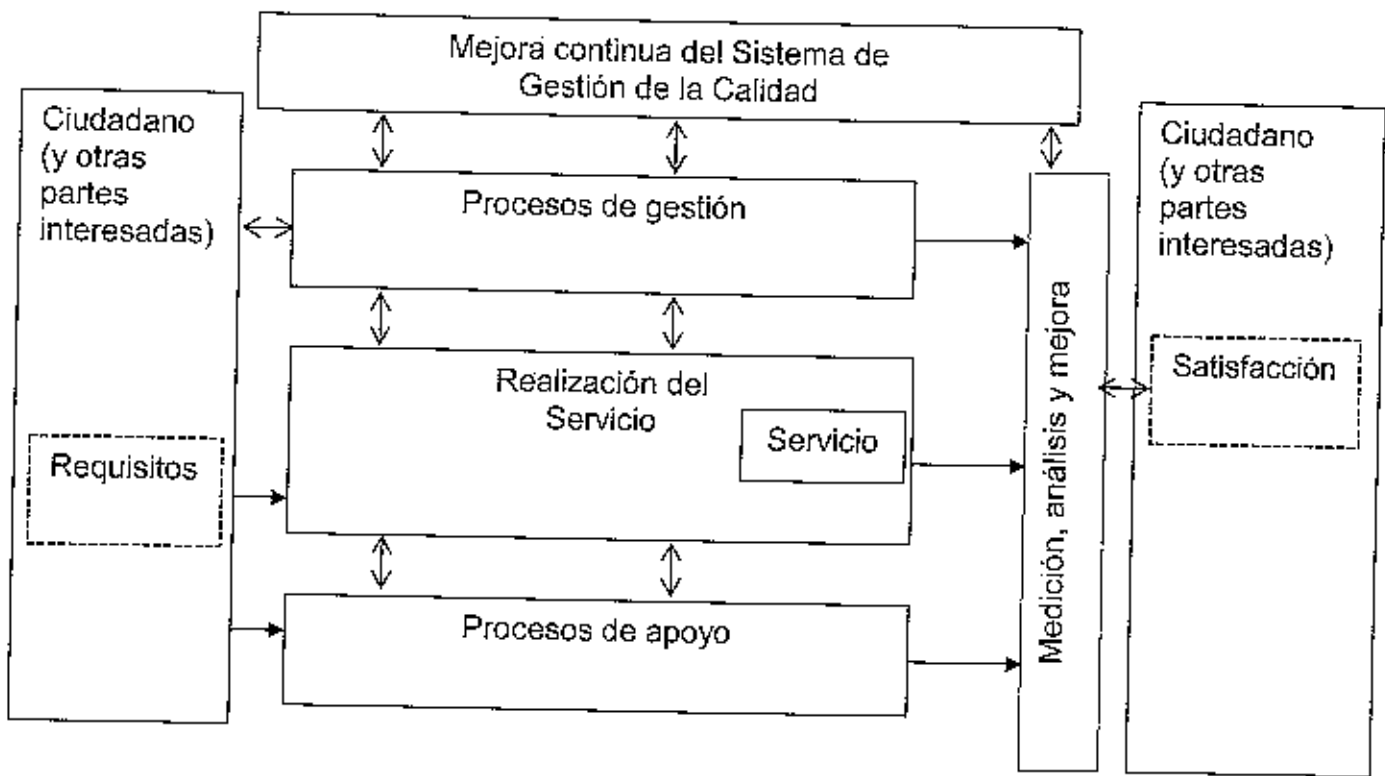 Mejora continua del Sistema de
Gestión de la Calidad
Ciudadano
(y otras
partes
interesadas)
Requisitos
Procesos de gestión
Realización del
Servicio
Servicio
Procesos de apoyo
Medición, análisis y mejora
Ciudadano
(y otras
partes
interesadas)
Satisfacción